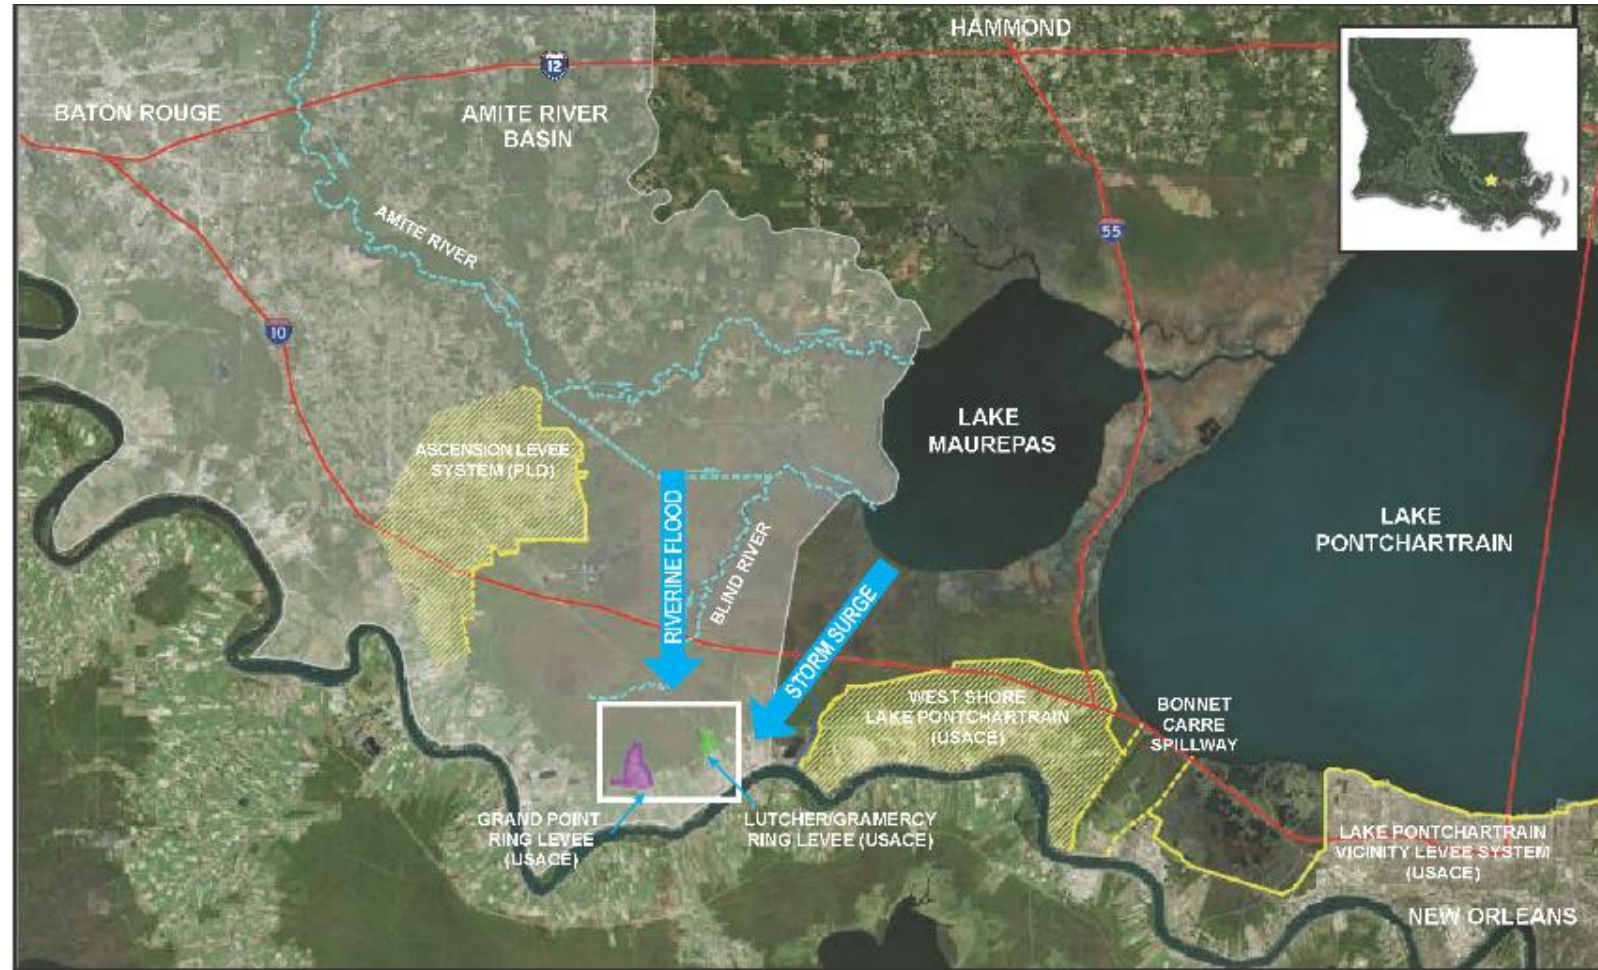 HAMMOND
12
BATON ROUGE
AMITE RIVER
BASIN
AMITE RIVER
55
10
LAKE
MAUREPAS
ASCENSION LEVEE
SYSTEM (PLD)
LAKE
PONTCHARTRAIN
RIVERINE FLOOD
BLIND RIVER
STORM SURGE
WEST SHORE
LAKE PONTCHARTRAIN
(USACE)
BONNET
CARRE
SPILLWAY
GRAND POINT
RING LEVEE
(USACE)
LUTCHER/GRAMERCY
RING LEVEE (USACE)
LAKE PONTCHARTRAIN
VICINITY LEVEE SYSTEM
(USACE)
NEW ORLEANS